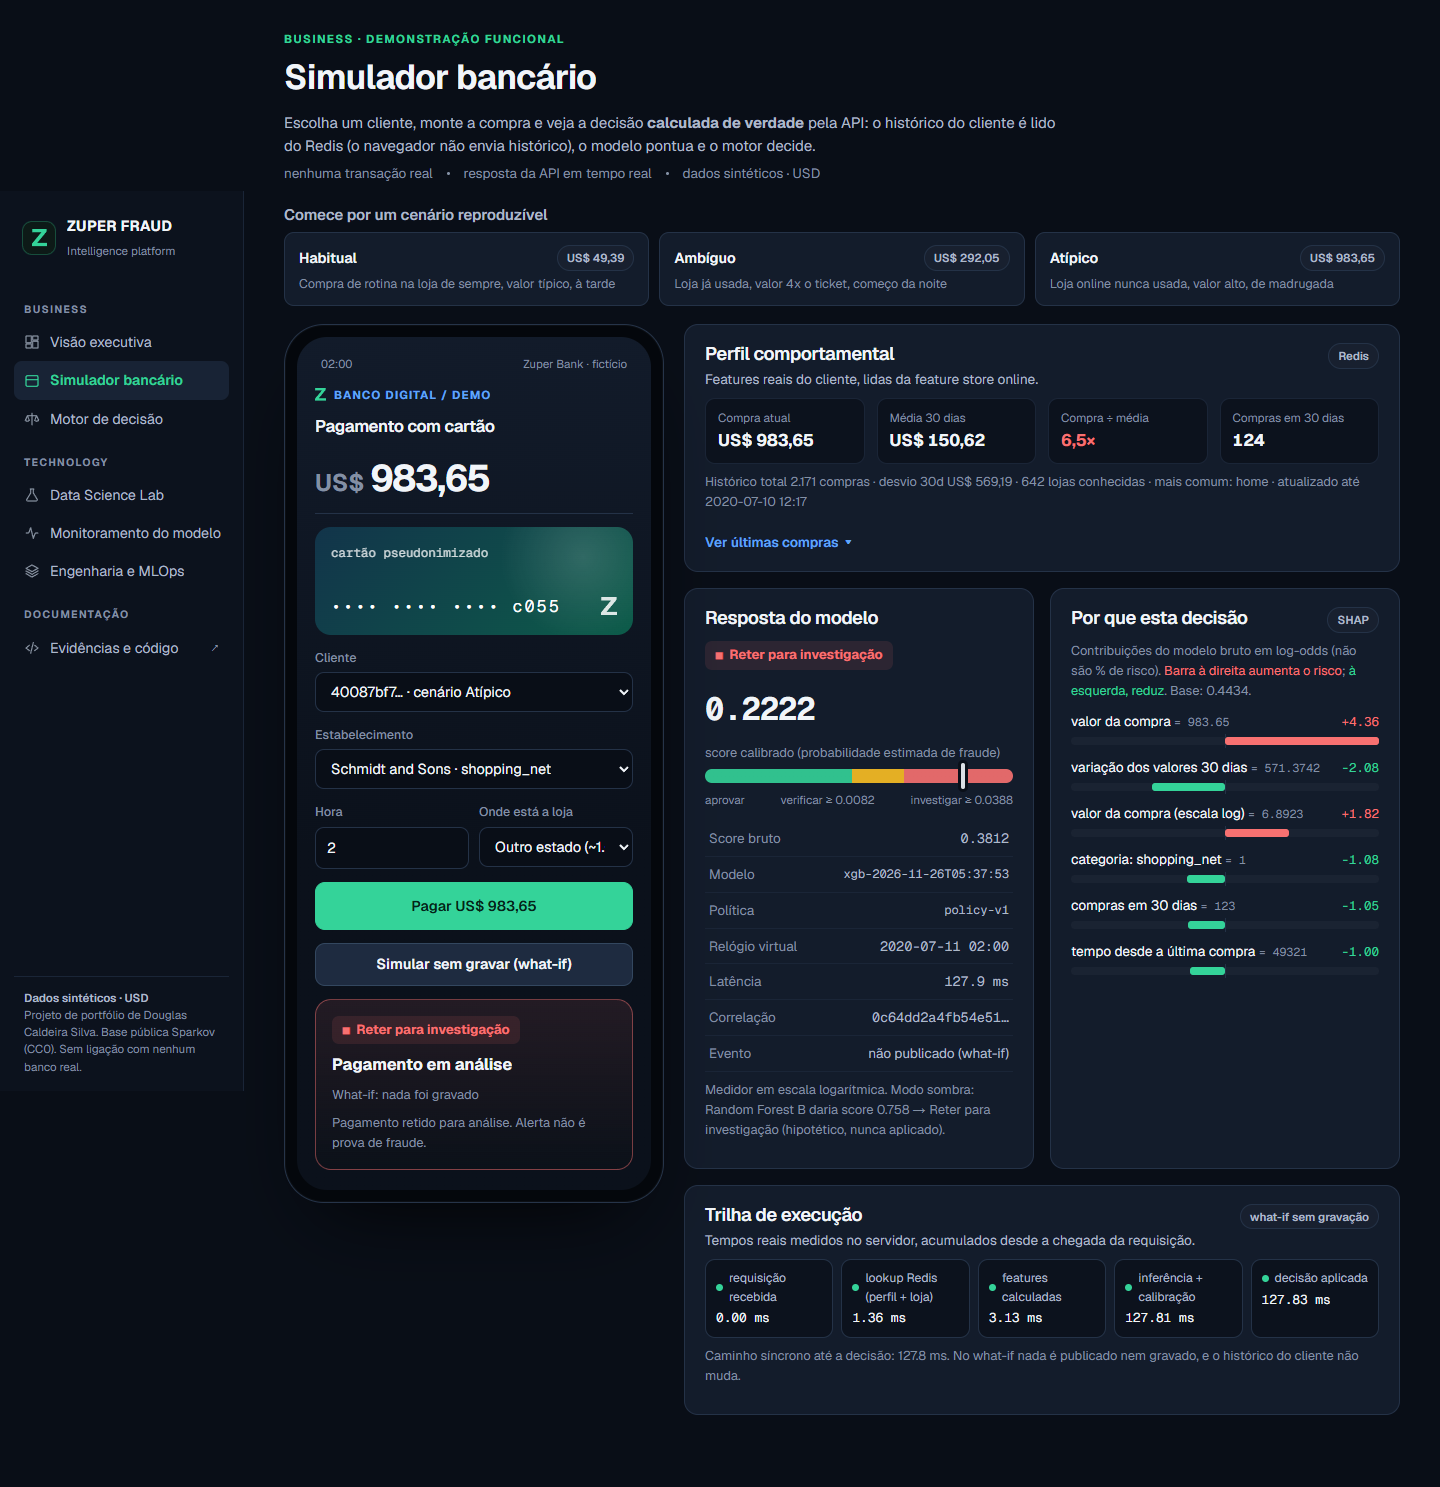 BUSINESS · DEMONSTRAÇÃO FUNCIONAL
Simulador bancário
Escolha um cliente, monte a compra e veja a decisão calculada de verdade pela API: o histórico do cliente é lido
do Redis (o navegador não envia histórico), o modelo pontua e o motor decide.
nenhuma transação real • resposta da API em tempo real • dados sintéticos · USD
Z ZUPER FRAUD
Intelligence platform
BUSINESS
Visão executiva
Simulador bancário
Motor de decisão
TECHNOLOGY
Data Science Lab
Monitoramento do modelo
Engenharia e MLOps
DOCUMENTAÇÃO
Evidências e código ↗
Dados sintéticos · USD
Projeto de portfólio de Douglas
Caldeira Silva. Base pública Sparkov
(CC0). Sem ligação com nenhum
banco real.
Comece por um cenário reproduzível
Habitual US$ 49,39
Compra de rotina na loja de sempre, valor típico, à tarde
Ambíguo US$ 292,05
Loja já usada, valor 4x o ticket, começo da noite
Atípico US$ 983,65
Loja online nunca usada, valor alto, de madrugada
02:00 Zuper Bank · fictício
Z BANCO DIGITAL / DEMO
Pagamento com cartão
US$ 983,65
cartão pseudonimizado
•••• •••• •••• c055 Z
Cliente
40087bf7… · cenário Atípico
Estabelecimento
Schmidt and Sons · shopping_net
Hora Onde está a loja
2 Outro estado (~1.
Pagar US$ 983,65
Simular sem gravar (what-if)
Reter para investigação
Pagamento em análise
What-if: nada foi gravado
Pagamento retido para análise. Alerta não é
prova de fraude.
Perfil comportamental Redis
Features reais do cliente, lidas da feature store online.
Compra atual
US$ 983,65
Média 30 dias
US$ 150,62
Compra ÷ média
6,5×
Compras em 30 dias
124
Histórico total 2.171 compras · desvio 30d US$ 569,19 · 642 lojas conhecidas · mais comum: home · atualizado até
2020-07-10 12:17
Ver últimas compras
Resposta do modelo
Reter para investigação
0.2222
score calibrado (probabilidade estimada de fraude)
aprovar verificar ≥ 0.0082 investigar ≥ 0.0388
Score bruto 0.3812
Modelo xgb-2026-11-26T05:37:53
Política policy-v1
Relógio virtual 2020-07-11 02:00
Latência 127.9 ms
Correlação 0c64dd2a4fb54e51…
Evento não publicado (what-if)
Medidor em escala logarítmica. Modo sombra:
Random Forest B daria score 0.758 → Reter para
investigação (hipotético, nunca aplicado).
Por que esta decisão SHAP
Contribuições do modelo bruto em log-odds (não
são % de risco). Barra à direita aumenta o risco; à
esquerda, reduz. Base: 0.4434.
valor da compra = 983.65 +4.36
variação dos valores 30 dias = 571.3742 -2.08
valor da compra (escala log) = 6.8923 +1.82
categoria: shopping_net = 1 -1.08
compras em 30 dias = 123 -1.05
tempo desde a última compra = 49321 -1.00
Trilha de execução what-if sem gravação
Tempos reais medidos no servidor, acumulados desde a chegada da requisição.
requisição
recebida
0.00 ms
lookup Redis
(perfil + loja)
1.36 ms
features
calculadas
3.13 ms
inferência +
calibração
127.81 ms
decisão aplicada
127.83 ms
Caminho síncrono até a decisão: 127.8 ms. No what-if nada é publicado nem gravado, e o histórico do cliente não
muda.